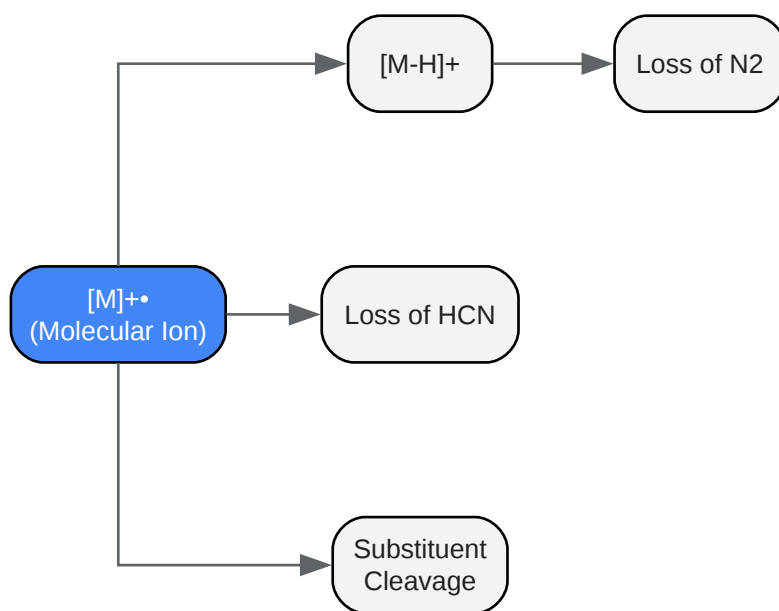 [M-H]+
Loss of N2
[M]+•
(Molecular Ion)
Loss of HCN
Substituent
Cleavage